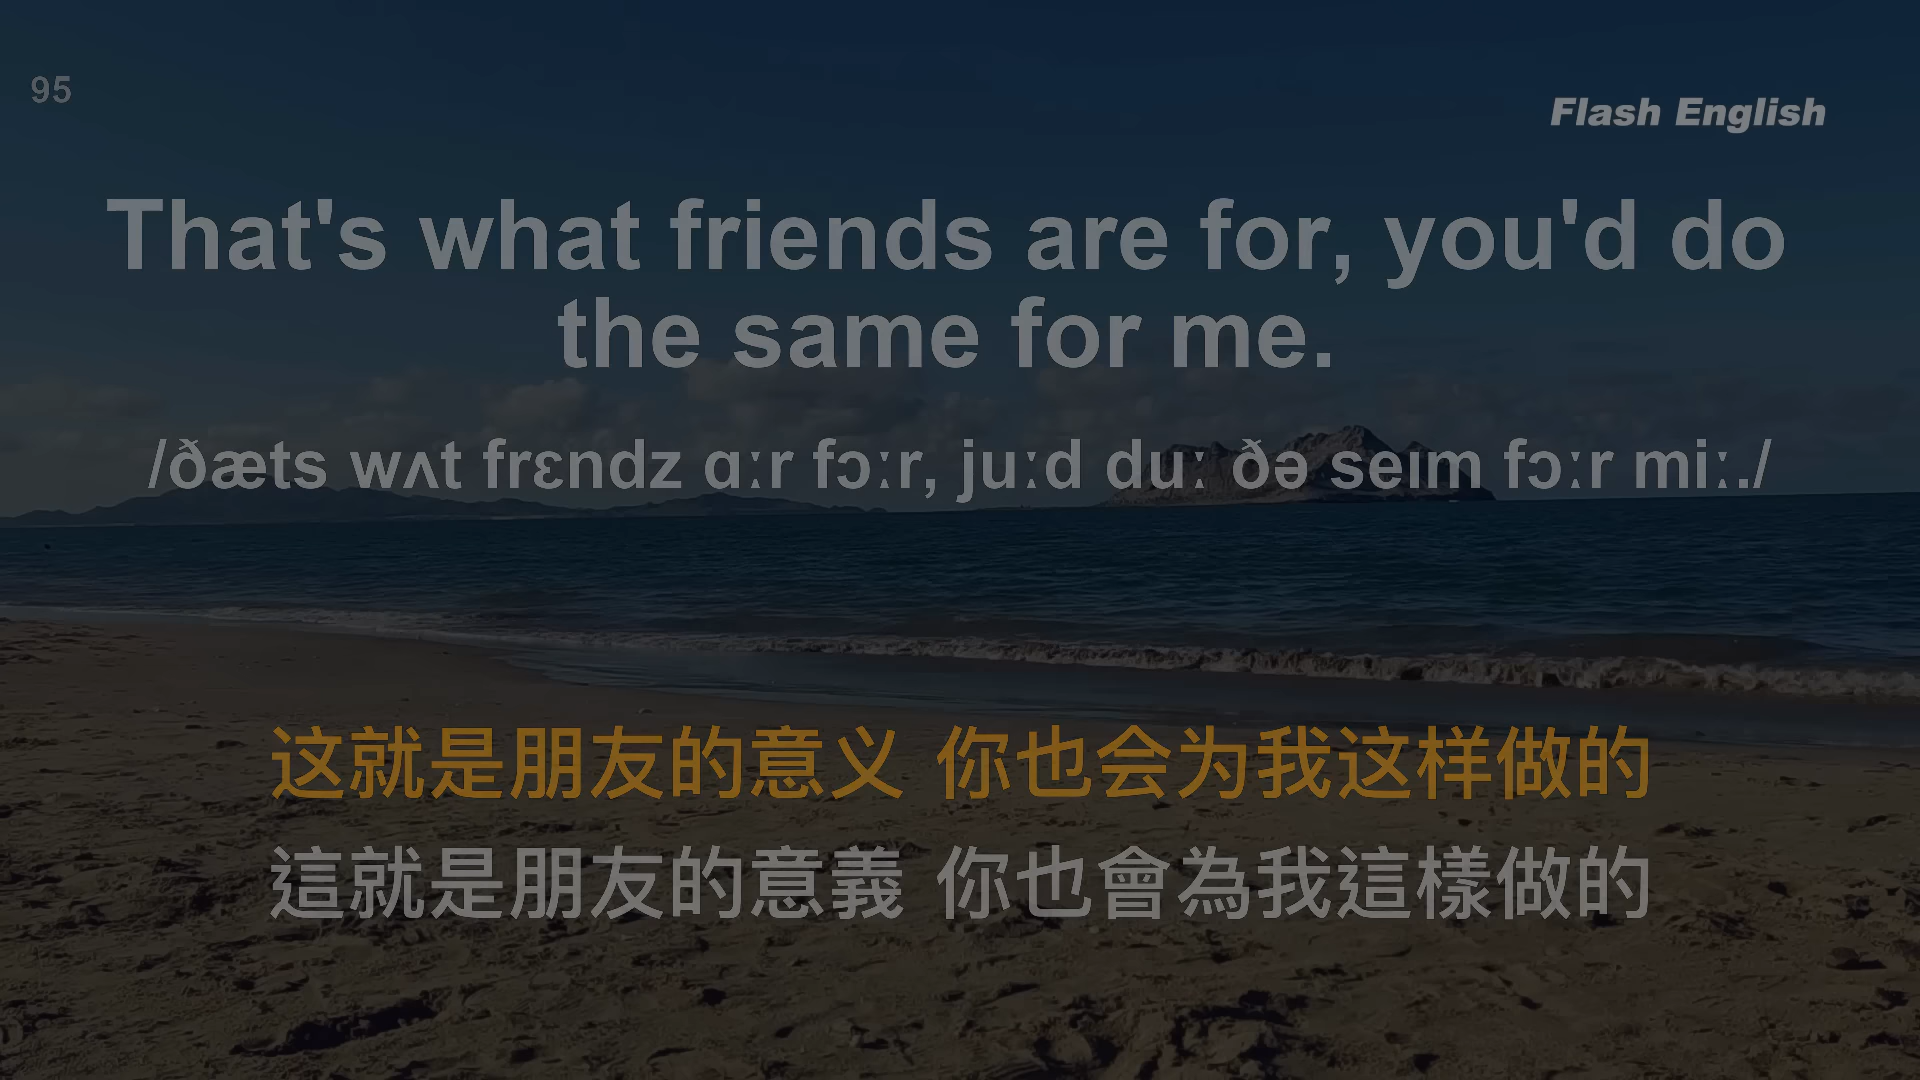 95
Flash English
That's what friends are for, you'd do
the same for me.
/ðæts wʌt frɛndz ɑːr fɔːr, juːd duː ðə seɪm fɔːr miː./
这就是朋友的意义 你也会为我这样做的
這就是朋友的意義 你也會為我這樣做的